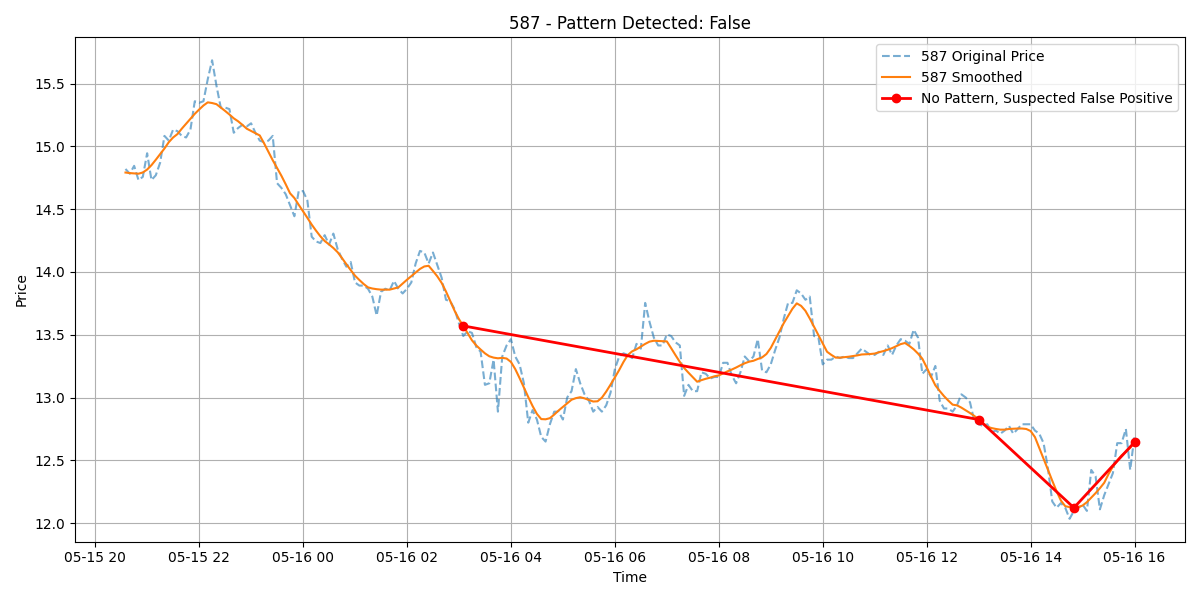 587 - Pattern Detected: False
587 Original Price
587 Smoothed
No Pattern, Suspected False Positive
Price
15.5
15.0
14.5
14.0
13.5
13.0
12.5
12.0
05-15 20 05-15 22 05-16 00 05-16 02 05-16 04 05-16 06 05-16 08 05-16 10 05-16 12 05-16 14 05-16 16
Time